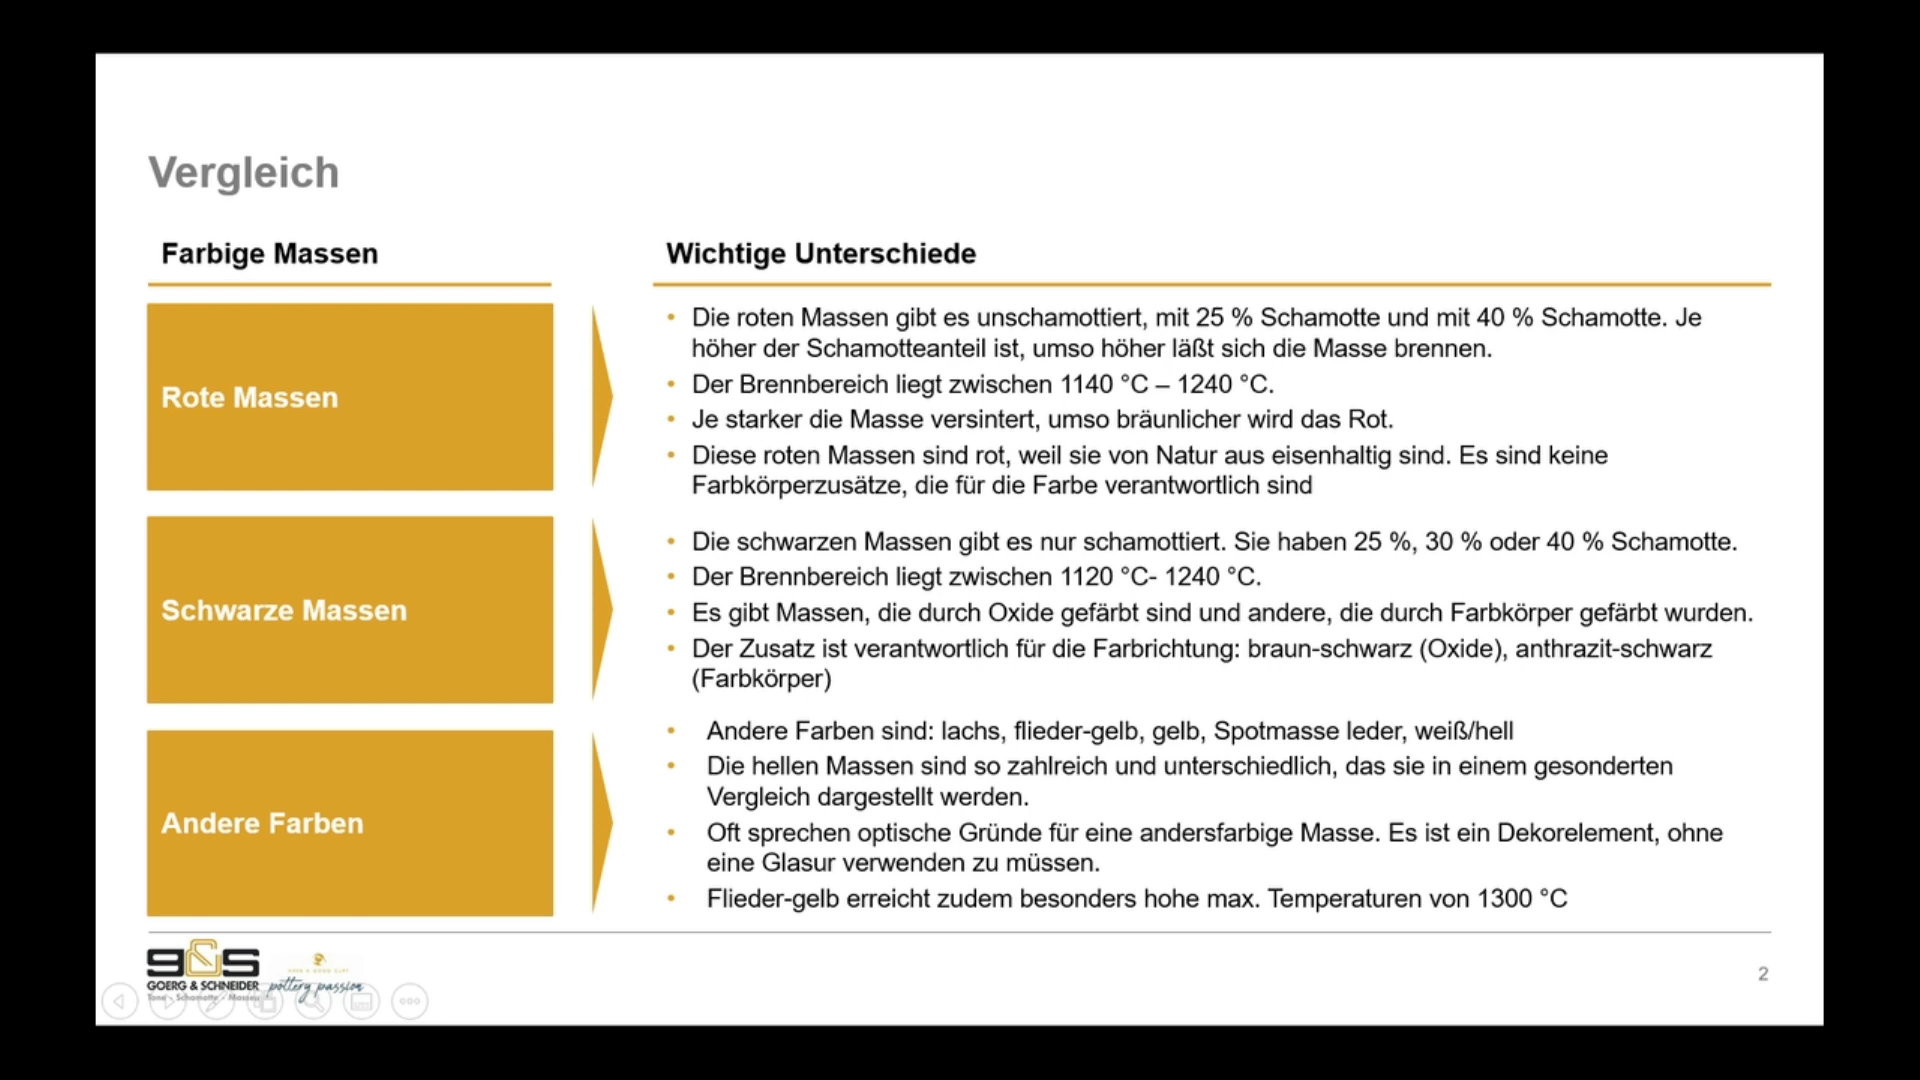 Vergleich
Farbige Massen
Wichtige Unterschiede
Rote Massen
• Die roten Massen gibt es unschamottiert, mit 25 % Schamotte und mit 40 % Schamotte. Je
höher der Schamotteanteil ist, umso höher läßt sich die Masse brennen.
• Der Brennbereich liegt zwischen 1140 °C – 1240 °C.
• Je starker die Masse versintert, umso bräunlicher wird das Rot.
• Diese roten Massen sind rot, weil sie von Natur aus eisenhaltig sind. Es sind keine
Farbkörperzusätze, die für die Farbe verantwortlich sind
Schwarze Massen
• Die schwarzen Massen gibt es nur schamottiert. Sie haben 25 %, 30 % oder 40 % Schamotte.
• Der Brennbereich liegt zwischen 1120 °C- 1240 °C.
• Es gibt Massen, die durch Oxide gefärbt sind und andere, die durch Farbkörper gefärbt wurden.
• Der Zusatz ist verantwortlich für die Farbrichtung: braun-schwarz (Oxide), anthrazit-schwarz
(Farbkörper)
Andere Farben
• Andere Farben sind: lachs, flieder-gelb, gelb, Spotmasse leder, weiß/hell
• Die hellen Massen sind so zahlreich und unterschiedlich, das sie in einem gesonderten
Vergleich dargestellt werden.
• Oft sprechen optische Gründe für eine andersfarbige Masse. Es ist ein Dekorelement, ohne
eine Glasur verwenden zu müssen.
• Flieder-gelb erreicht zudem besonders hohe max. Temperaturen von 1300 °C
g&s
GOERG & SCHNEIDER
Tone - Schamotte - Massen
pottery passion
2